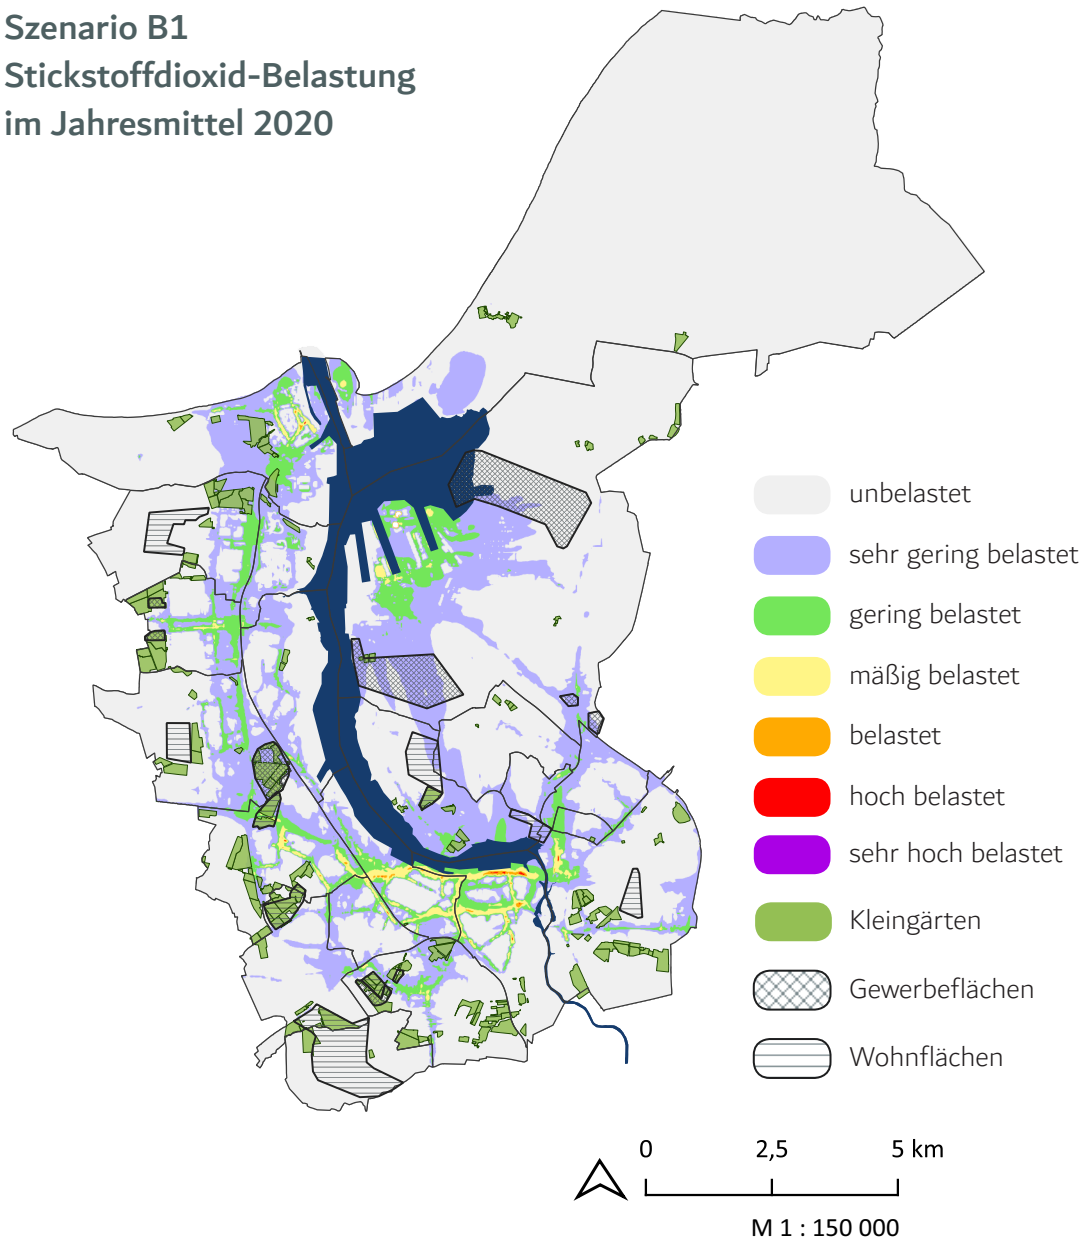 Szenario B1
Stickstoffdioxid-Belastung
im Jahresmittel 2020
unbelastet
sehr gering belastet
gering belastet
mäßig belastet
belastet
hoch belastet
sehr hoch belastet
Kleingärten
Gewerbeflächen
Wohnflächen
0 2,5 5 km
M 1 : 150 000